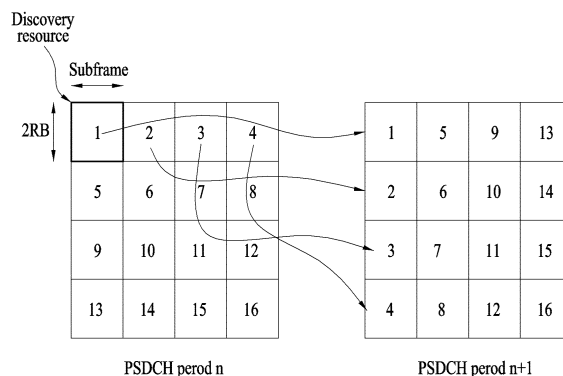 Discovery
resource
Subframe
2RB
1 2 3 4
5 6 7 8
9 10 11 12
13 14 15 16
PSDCH perod n
1 5 9 13
2 6 10 14
3 7 11 15
4 8 12 16
PSDCH perod n+1